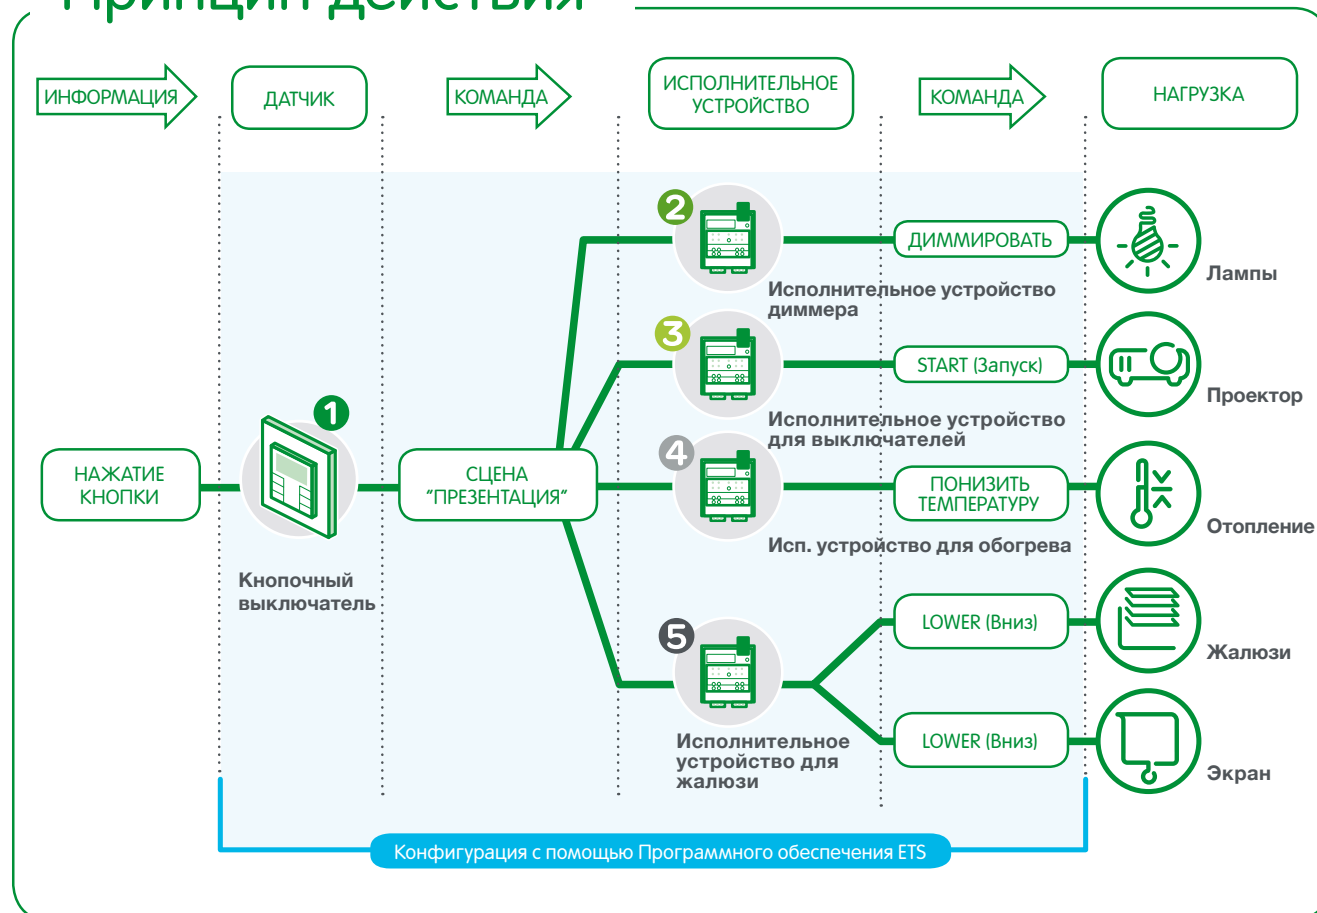 Принцип действия
ИНФОРМАЦИЯ
ДАТЧИК
КОМАНДА
ИСПОЛНИТЕЛЬНОЕ
УСТРОЙСТВО
КОМАНДА
НАГРУЗКА
НАЖАТИЕ
КНОПКИ
1
Кнопочный
выключатель
СЦЕНА
"ПРЕЗЕНТАЦИЯ"
2
Исполнительное устройство
диммера
ДИММИРОВАТЬ
Лампы
3
Исполнительное устройство
для выключателей
START (Запуск)
Проектор
4
Исп. устройство для обогрева
ПОНИЗИТЬ
ТЕМПЕРАТУРУ
Отопление
5
Исполнительное
устройство для
жалюзи
LOWER (Вниз)
Жалюзи
LOWER (Вниз)
Экран
Конфигурация с помощью Программного обеспечения ETS